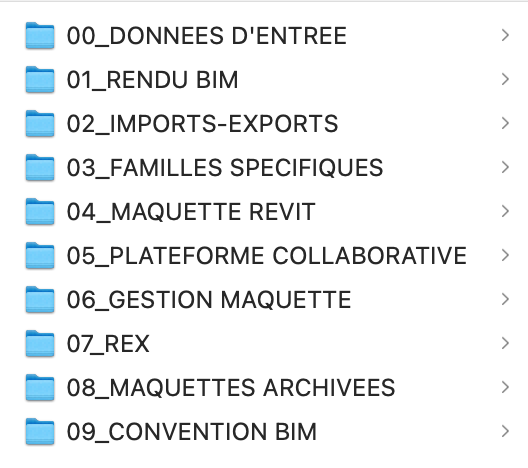 00_DONNEES D'ENTREE
01_RENDU BIM
02_IMPORTS-EXPORTS
03_FAMILLES SPECIFIQUES
04_MAQUETTE REVIT
05_PLATEFORME COLLABORATIVE
06_GESTION MAQUETTE
07_REX
08_MAQUETTES ARCHIVEES
09_CONVENTION BIM